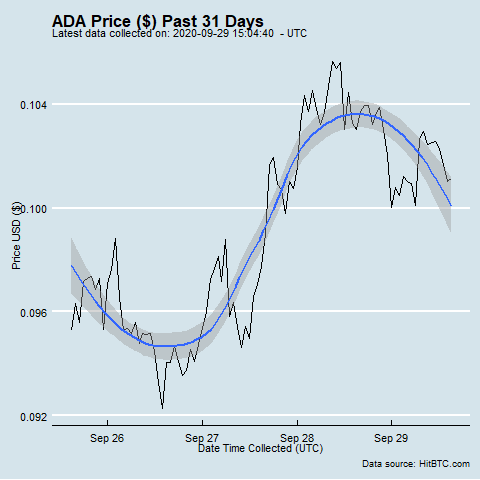 ADA Price ($) Past 31 Days
Latest data collected on: 2020-09-29 15:04:40  - UTC
0.104
0.100
0.096
0.092
Price USD ($)
Sep 26
Sep 27
Sep 28
Sep 29
Date Time Collected (UTC)
Data source: HitBTC.com